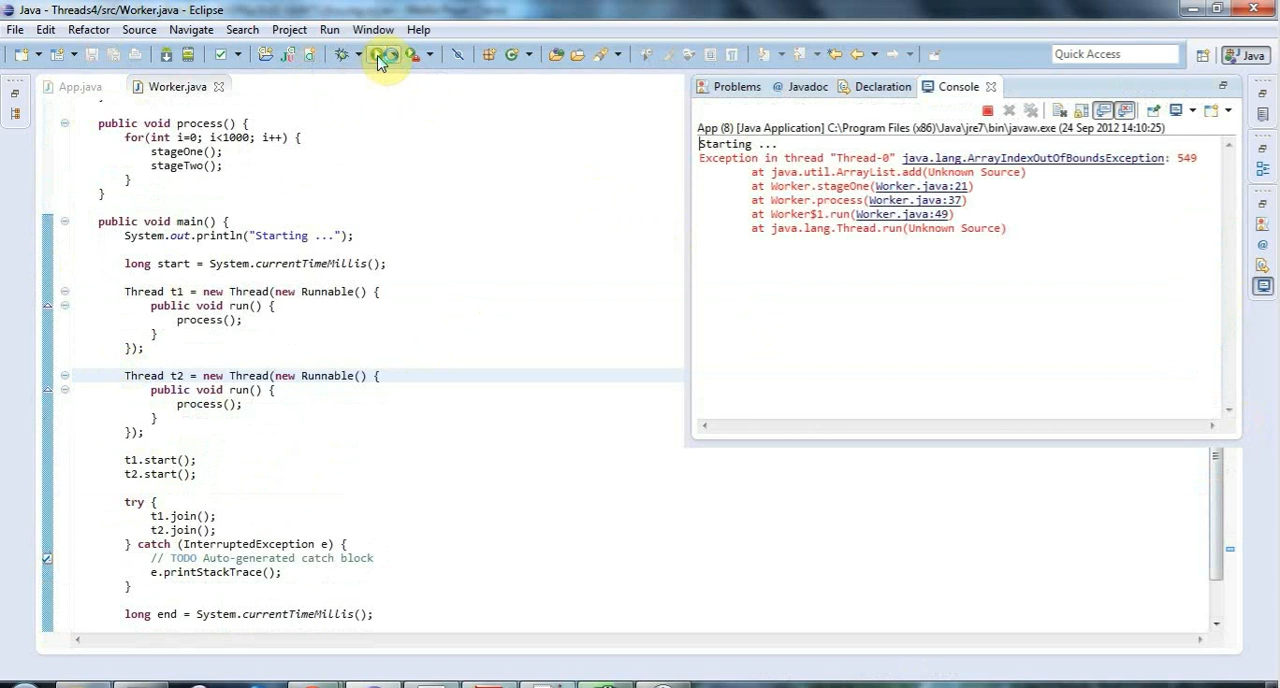 Java - Threads4/src/Worker.java - Eclipse
File Edit Refactor Source Navigate Search Project Run Window Help
Quick Access
Java
App.java
Worker.java
public void process() {
for(int i=0; i<1000; i++) {
stageOne();
stageTwo();
}
}
public void main() {
System.out.println("Starting ...");
long start = System.currentTimeMillis();
Thread t1 = new Thread(new Runnable() {
public void run() {
process();
}
});
Thread t2 = new Thread(new Runnable() {
public void run() {
process();
}
});
t1.start();
t2.start();
try {
t1.join();
t2.join();
} catch (InterruptedException e) {
// TODO Auto-generated catch block
e.printStackTrace();
}
long end = System.currentTimeMillis();
Problems @ Javadoc Declaration Console
App (8) [Java Application] C:\Program Files (x86)\Java\jre7\bin\javaw.exe (24 Sep 2012 14:10:25)
Starting ...
Exception in thread "Thread-0" java.lang.ArrayIndexOutOfBoundsException: 549
at java.util.ArrayList.add(Unknown Source)
at Worker.stageOne(Worker.java:21)
at Worker.process(Worker.java:37)
at Worker$1.run(Worker.java:49)
at java.lang.Thread.run(Unknown Source)